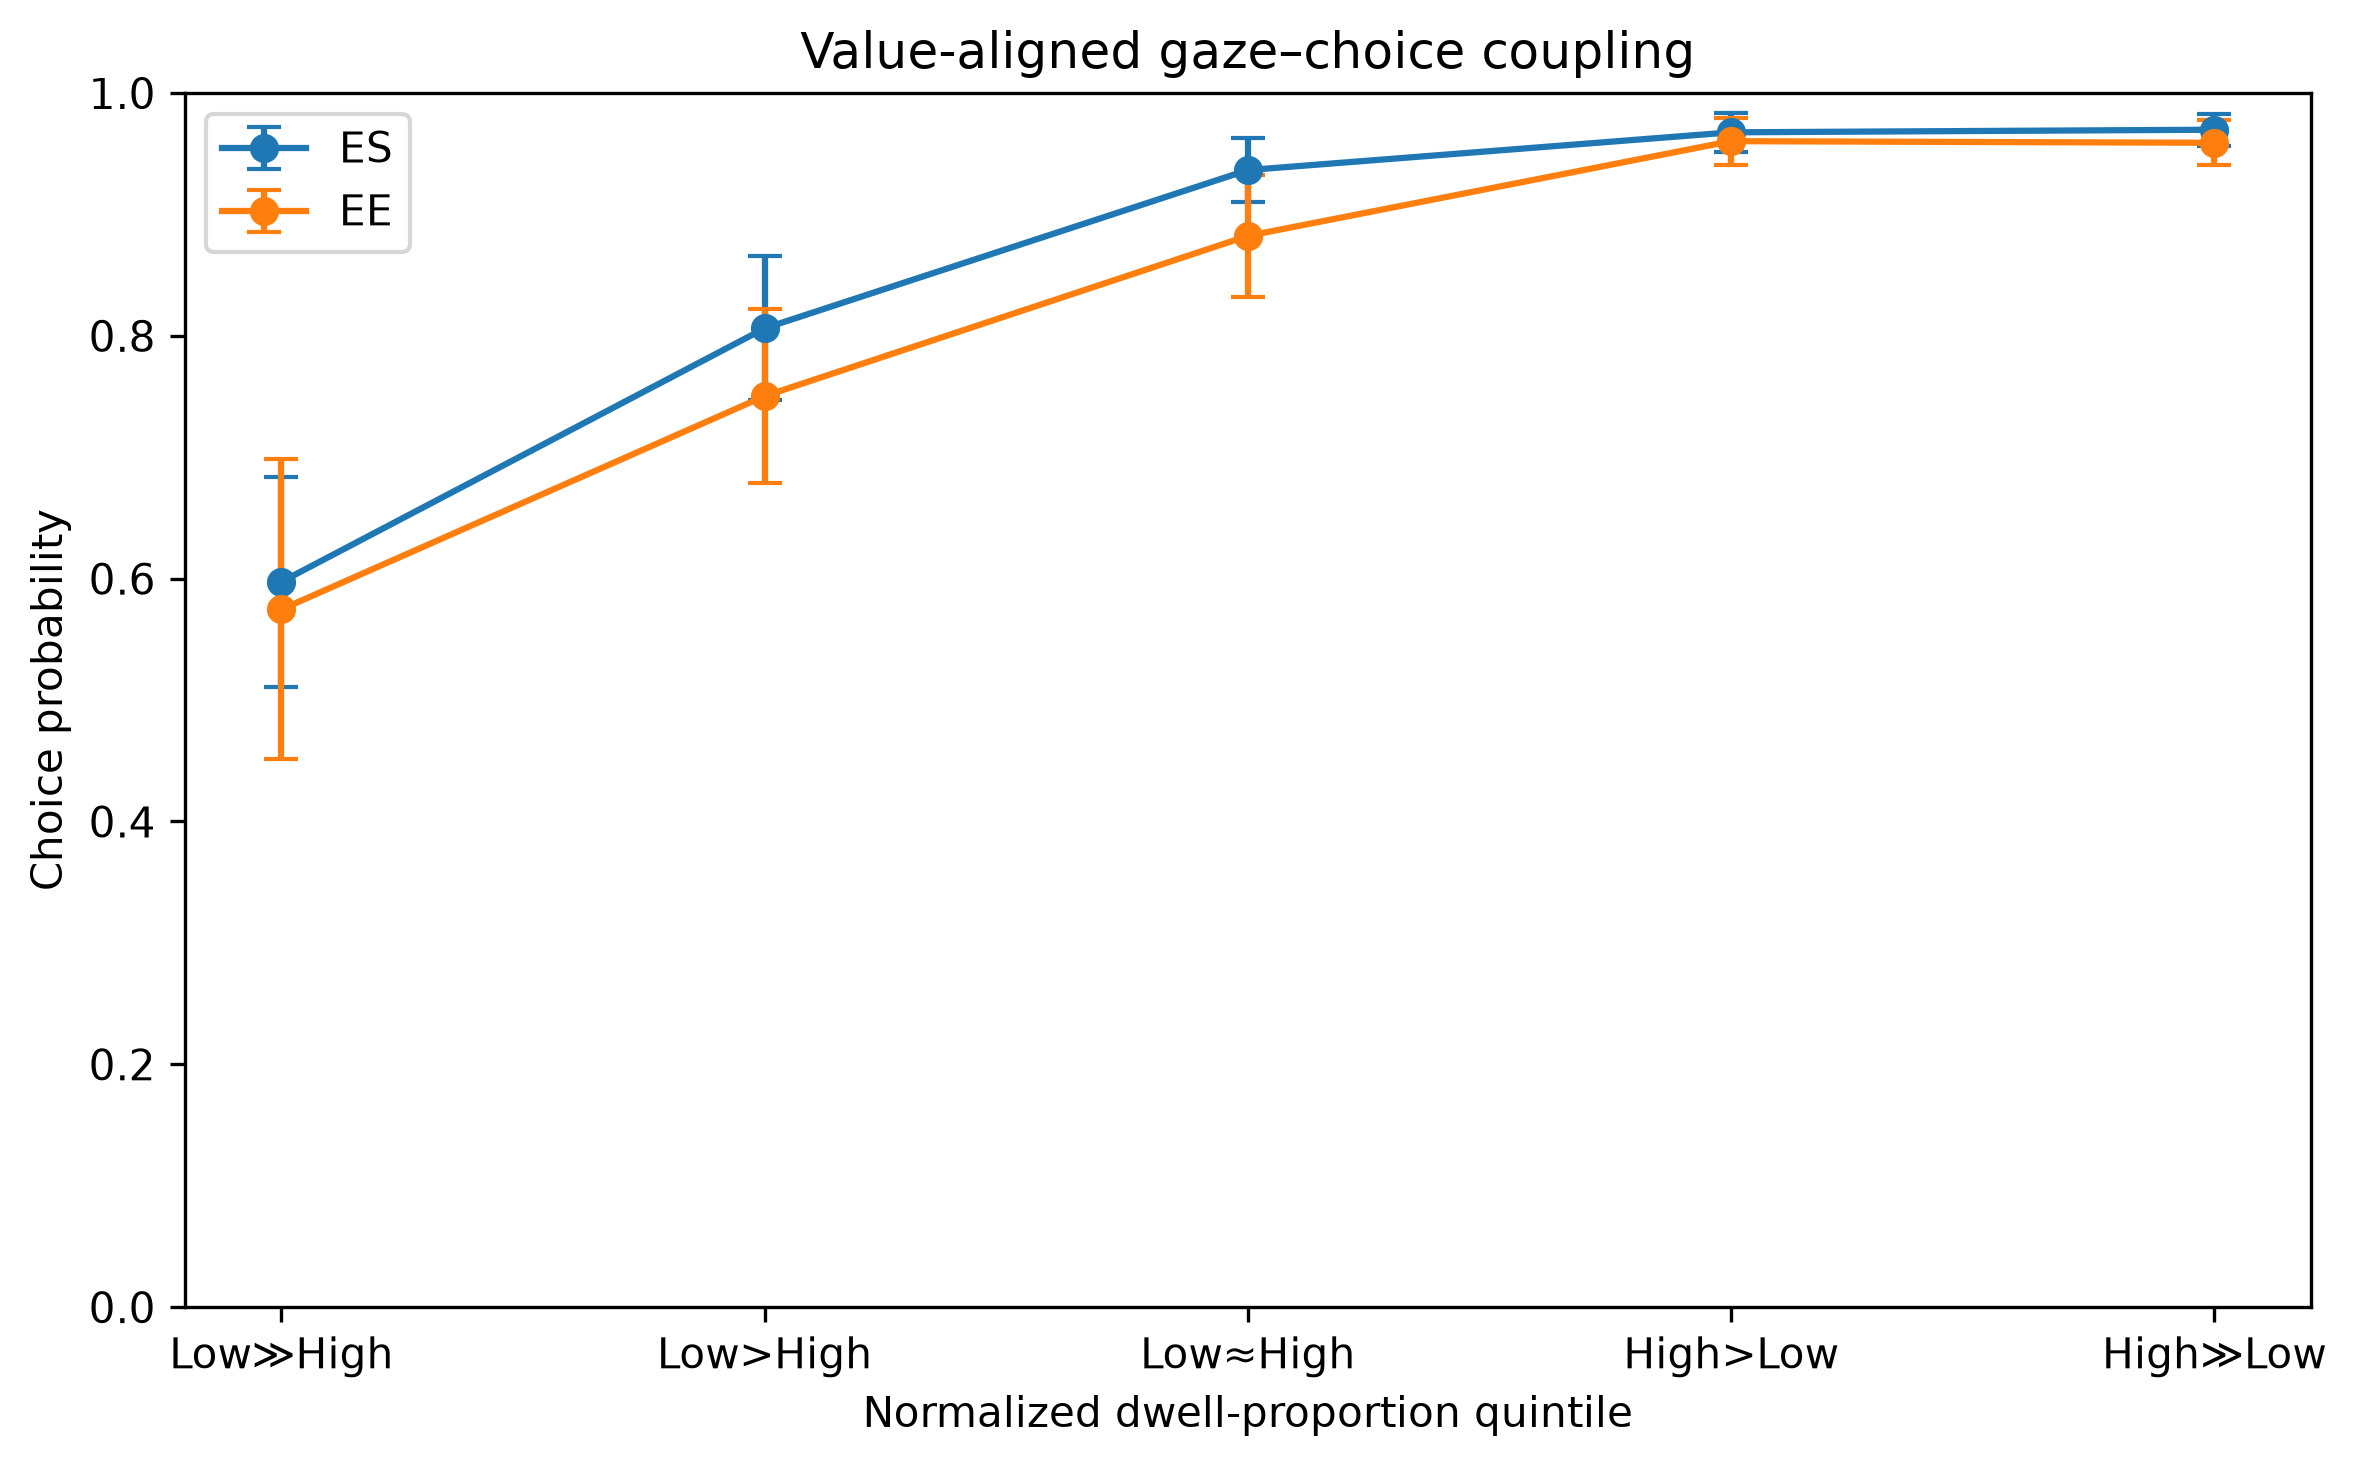 Value-aligned gaze–choice coupling
ES
EE
Choice probability
1.0
0.8
0.6
0.4
0.2
0.0
Low≫High
Low>High
Low≈High
High>Low
High≫Low
Normalized dwell-proportion quintile